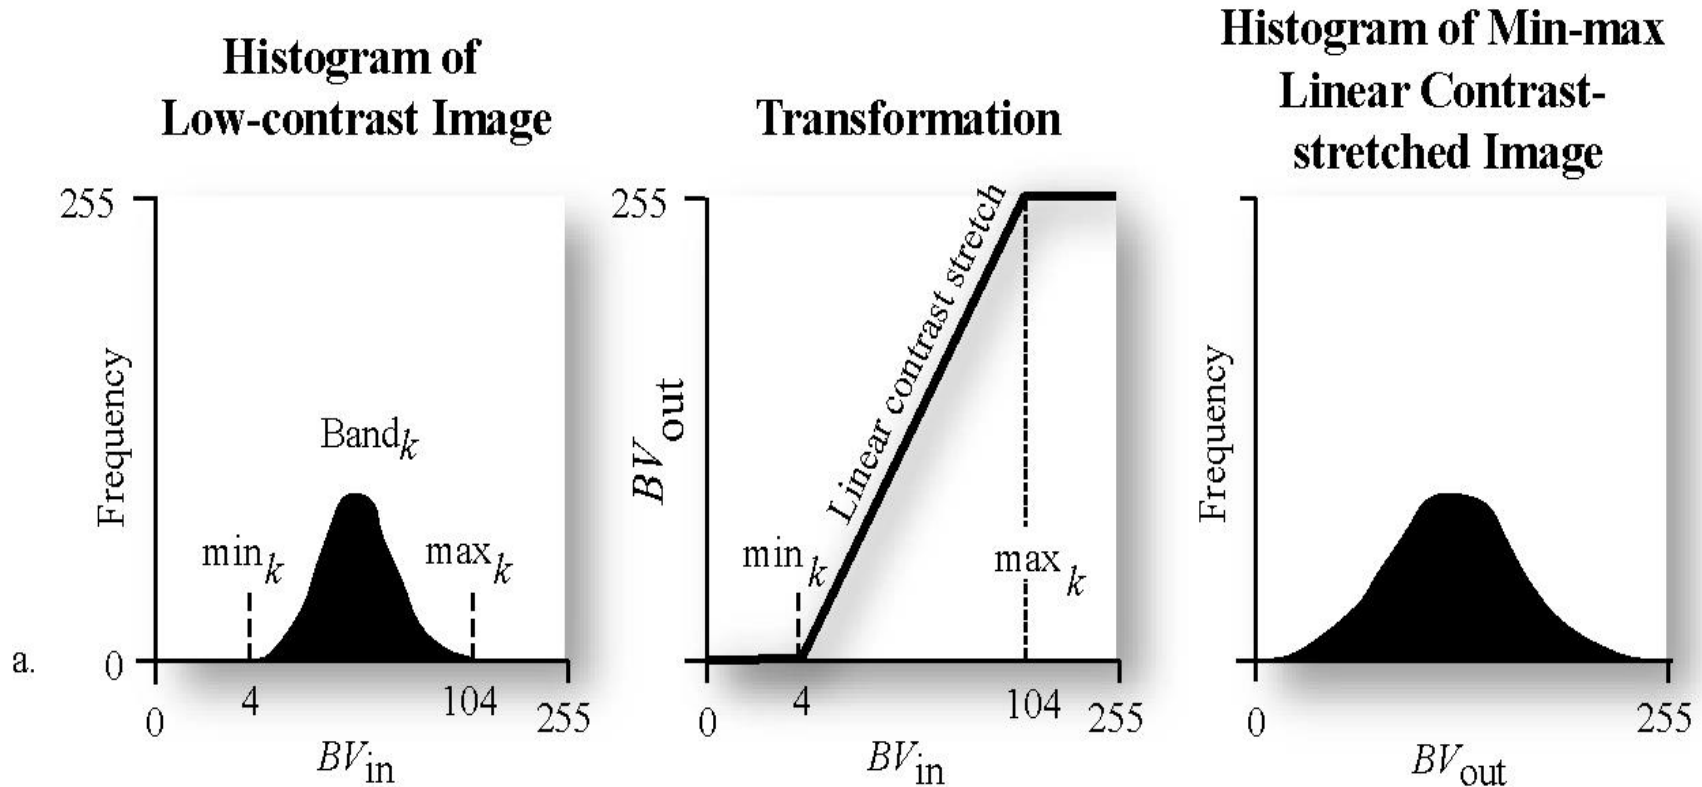 Histogram of
Low-contrast Image
255
Frequency
Band k
min k
max k
a.
0
0
4
104
255
BV in
Transformation
255
BV out
Linear contrast stretch
min k
max k
0
4
104
255
BV in
Histogram of Min-max
Linear Contrast-
stretched Image
Frequency
0
255
BV out